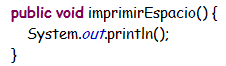 public void imprimirEspacio() {
System.out.println();
}